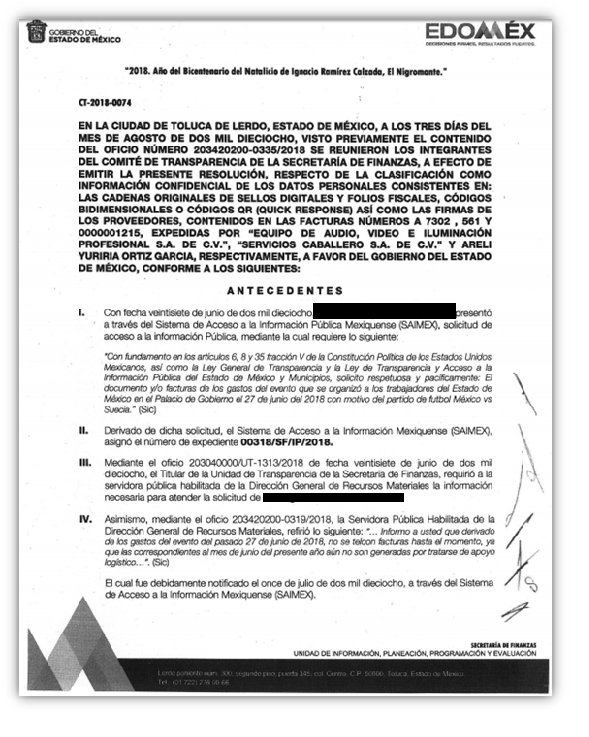 GOBIERNO DEL
ESTADO DE MÉXICO
EDOMÉX
DECISIONES FIRMES, RESULTADOS FUERTES.
"2018. Año del Bicentenario del Natalicio de Ignacio Ramírez Calzada, El Nigromante."
CT-2018-0074
EN LA CIUDAD DE TOLUCA DE LERDO, ESTADO DE MÉXICO, A LOS TRES DÍAS DEL
MES DE AGOSTO DE DOS MIL DIECIOCHO, VISTO PREVIAMENTE EL CONTENIDO
DEL OFICIO NÚMERO 203420200-0335/2018 SE REUNIERON LOS INTEGRANTES
DEL COMITÉ DE TRANSPARENCIA DE LA SECRETARÍA DE FINANZAS, A EFECTO DE
EMITIR LA PRESENTE RESOLUCIÓN, RESPECTO DE LA CLASIFICACIÓN COMO
INFORMACIÓN CONFIDENCIAL DE LOS DATOS PERSONALES CONSISTENTES EN:
LAS CADENAS ORIGINALES DE SELLOS DIGITALES Y FOLIOS FISCALES, CÓDIGOS
BIDIMENSIONALES O CÓDIGOS QR (QUICK RESPONSE) ASÍ COMO LAS FIRMAS DE
LOS PROVEEDORES, CONTENIDOS EN LAS FACTURAS NÚMEROS A 7302 , 561 Y
0000001215, EXPEDIDAS POR "EQUIPO DE AUDIO, VIDEO E ILUMINACIÓN
PROFESIONAL S.A. DE C.V.", "SERVICIOS CABALLERO S.A. DE C.V." Y ARELI
YURIRIA ORTIZ GARCIA, RESPECTIVAMENTE, A FAVOR DEL GOBIERNO DEL ESTADO
DE MÉXICO, CONFORME A LOS SIGUIENTES:
ANTECEDENTES
I. Con fecha veintisiete de junio de dos mil dieciocho, presentó
a través del Sistema de Acceso a la Información Pública Mexiquense (SAIMEX), solicitud de
acceso a la información Pública, mediante la cual requiere lo siguiente:
"Con fundamento en los artículos 6, 8 y 35 fracción V de la Constitución Política de los Estados Unidos
Mexicanos, así como la Ley General de Transparencia y la Ley de Transparencia y Acceso a la
Información Pública del Estado de México y Municipios, solicito respetuosa y pacíficamente: El
documento y/o facturas de los gastos del evento que se organizó a los trabajadores del Estado de
México en el Palacio de Gobierno el 27 de junio del 2018 con motivo del partido de futbol México vs
Suecia." (Sic)
II. Derivado de dicha solicitud, el Sistema de Acceso a la Información Mexiquense (SAIMEX),
asignó el número de expediente 00318/SF/IP/2018.
III. Mediante el oficio 203040000/UT-1313/2018 de fecha veintisiete de junio de dos mil
dieciocho, el Titular de la Unidad de Transparencia de la Secretaría de Finanzas, requirió a la
servidora pública habilitada de la Dirección General de Recursos Materiales la información
necesaria para atender la solicitud de
IV. Asimismo, mediante el oficio 203420200-0319/2018, la Servidora Pública Habilitada de la
Dirección General de Recursos Materiales, refirió lo siguiente: "... Informo a usted que derivado
de los gastos del evento del pasado 27 de junio de 2018, no se telcon facturas hasta el momento, ya
que las correspondientes al mes de junio del presente año aún no son generadas por tratarse de apoyo
logístico...". (Sic)
El cual fue debidamente notificado el once de julio de dos mil dieciocho, a través del Sistema
de Acceso a la Información Mexiquense (SAIMEX).
SECRETARÍA DE FINANZAS
UNIDAD DE INFORMACIÓN, PLANEACIÓN, PROGRAMACIÓN Y EVALUACIÓN
Lerdo poniente núm. 300, segundo piso, puerta 145, col. Centro, C.P. 50000, Toluca, Estado de México.